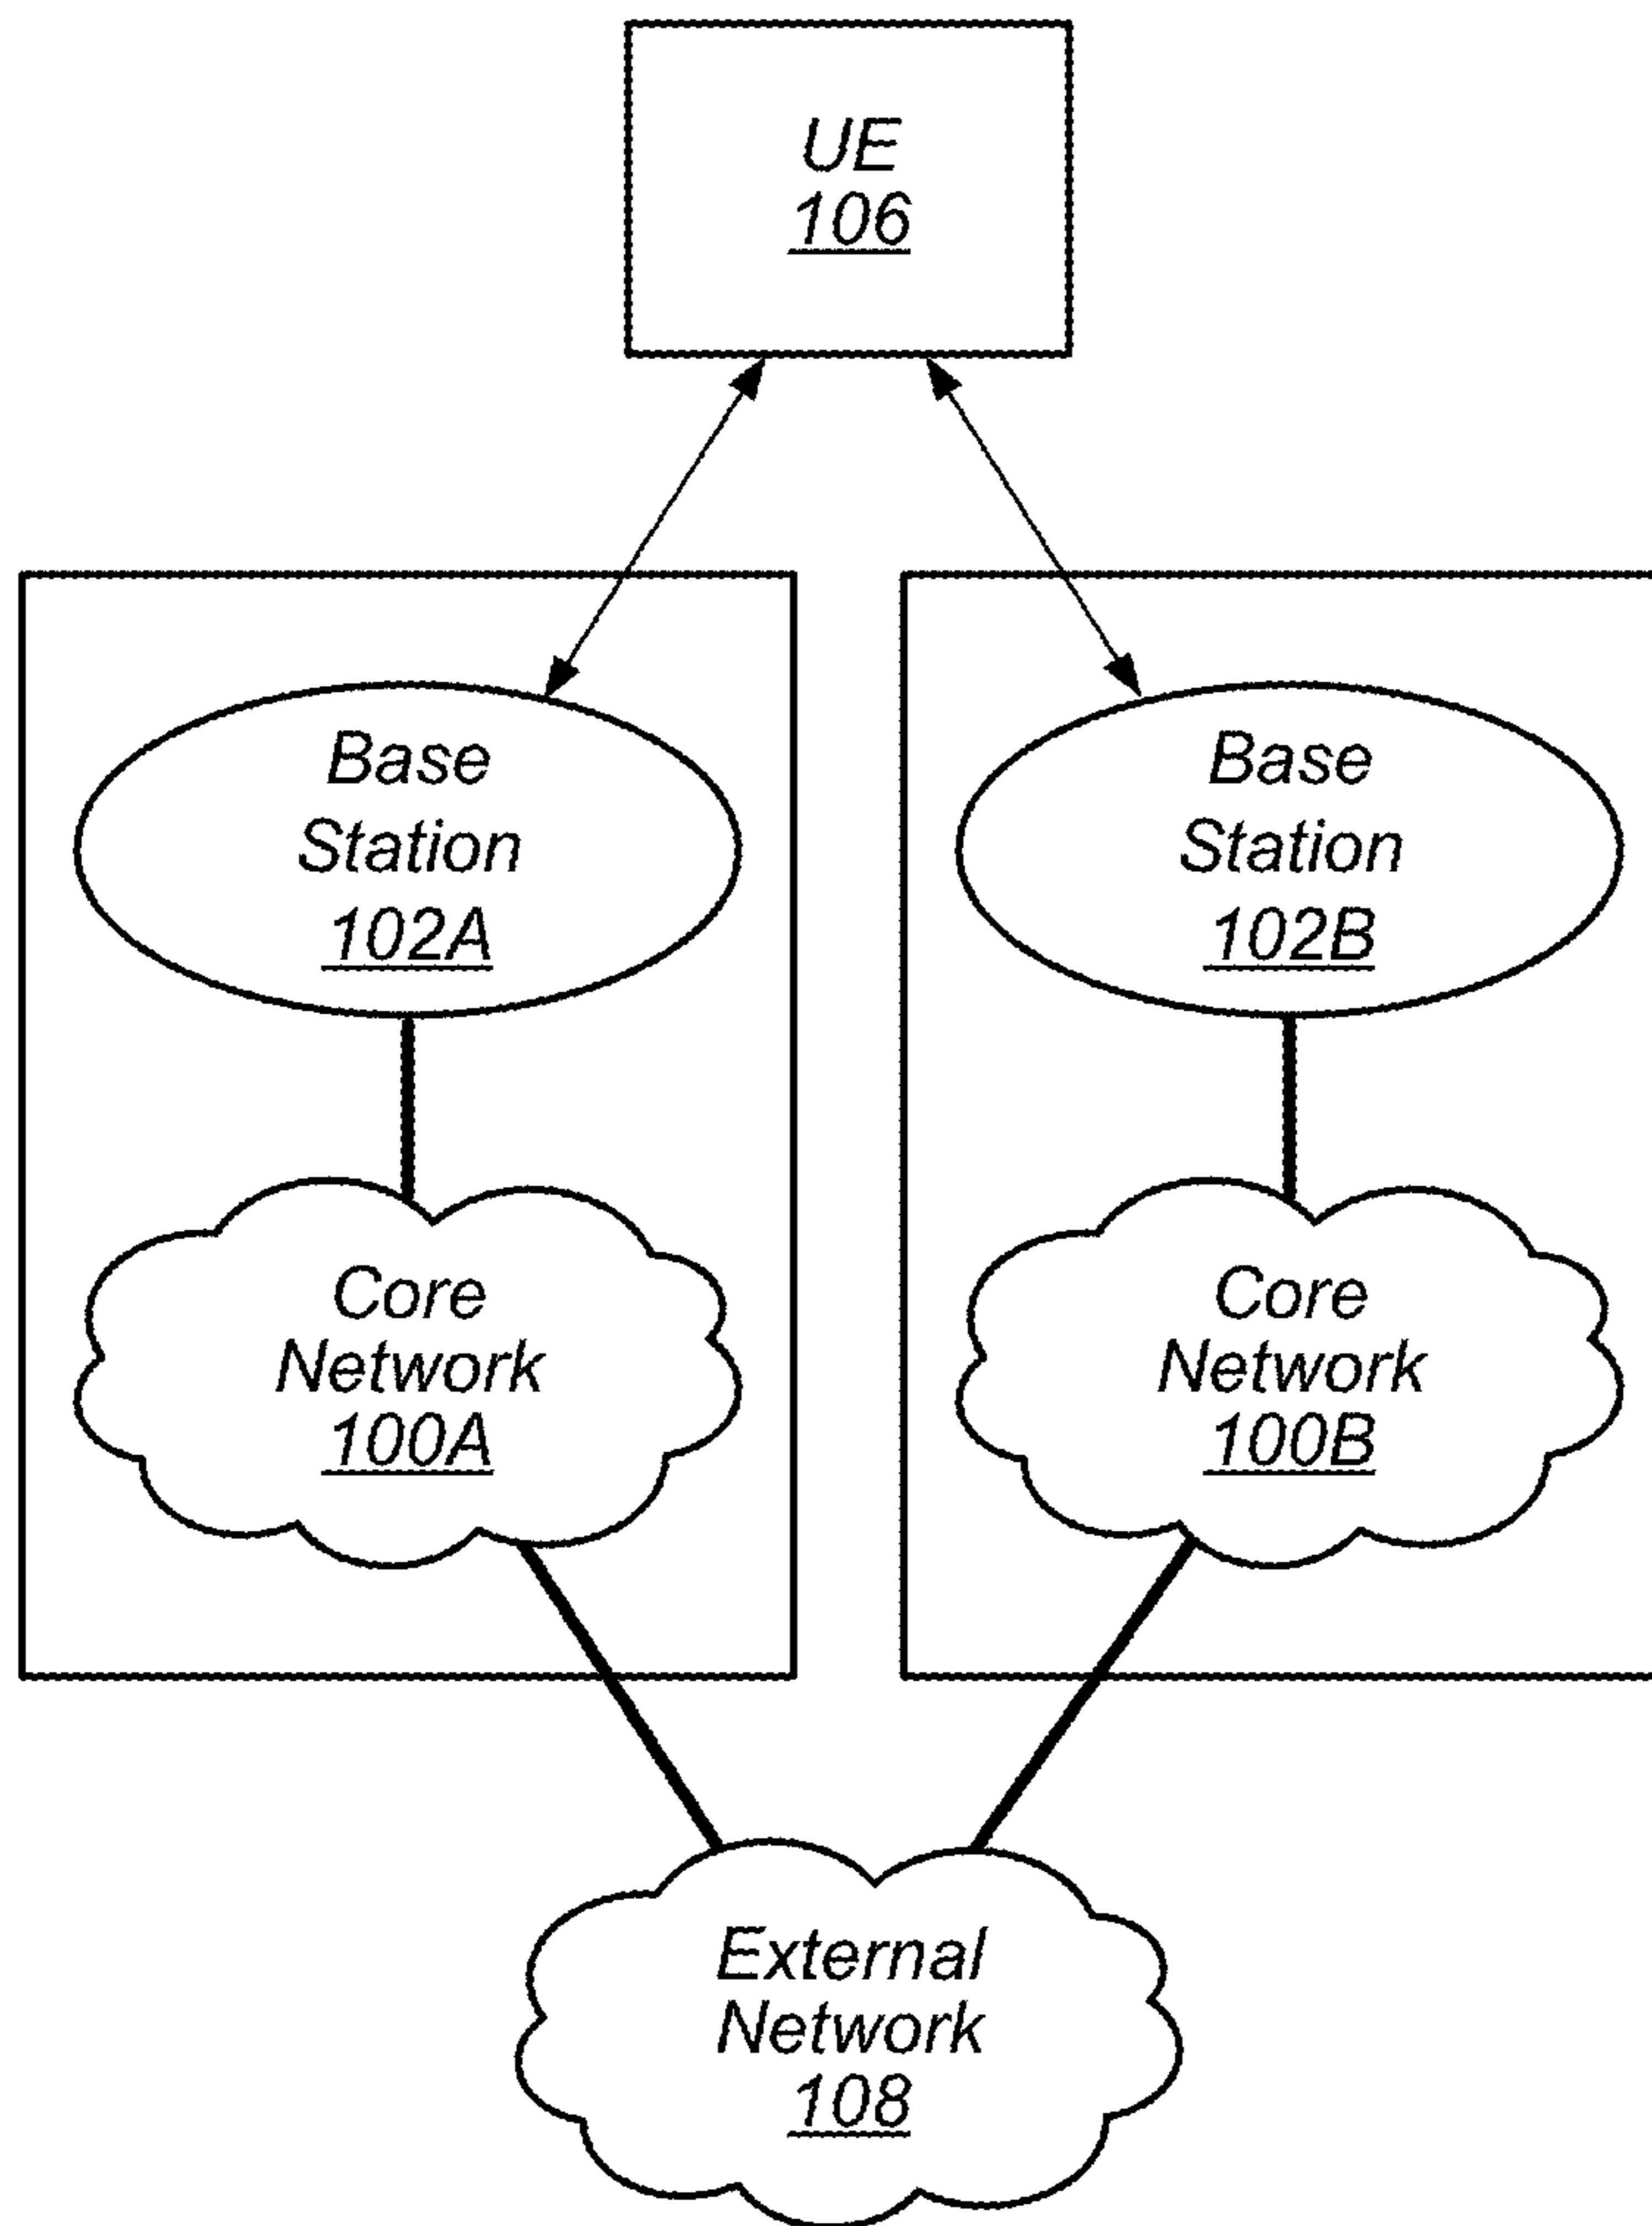 UE
106
Base
Station
102A
Base
Station
102B
Core
Network
100A
Core
Network
100B
External
Network
108